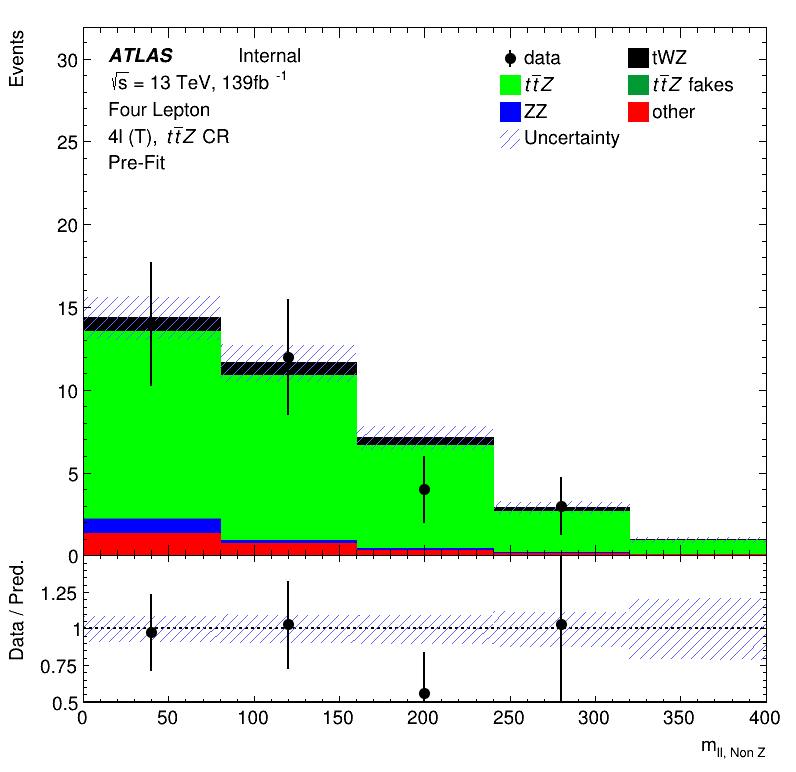 Events
30
25
20
15
10
5
0
ATLAS Internal
√s = 13 TeV, 139fb -1
Four Lepton
4l (T), tt̅Z CR
Pre-Fit
data
tWZ
tt̅Z
tt̅Z fakes
ZZ
other
Uncertainty
Data / Pred.
1.25
1
0.75
0.5
0 50 100 150 200 250 300 350 400
m ll, Non Z